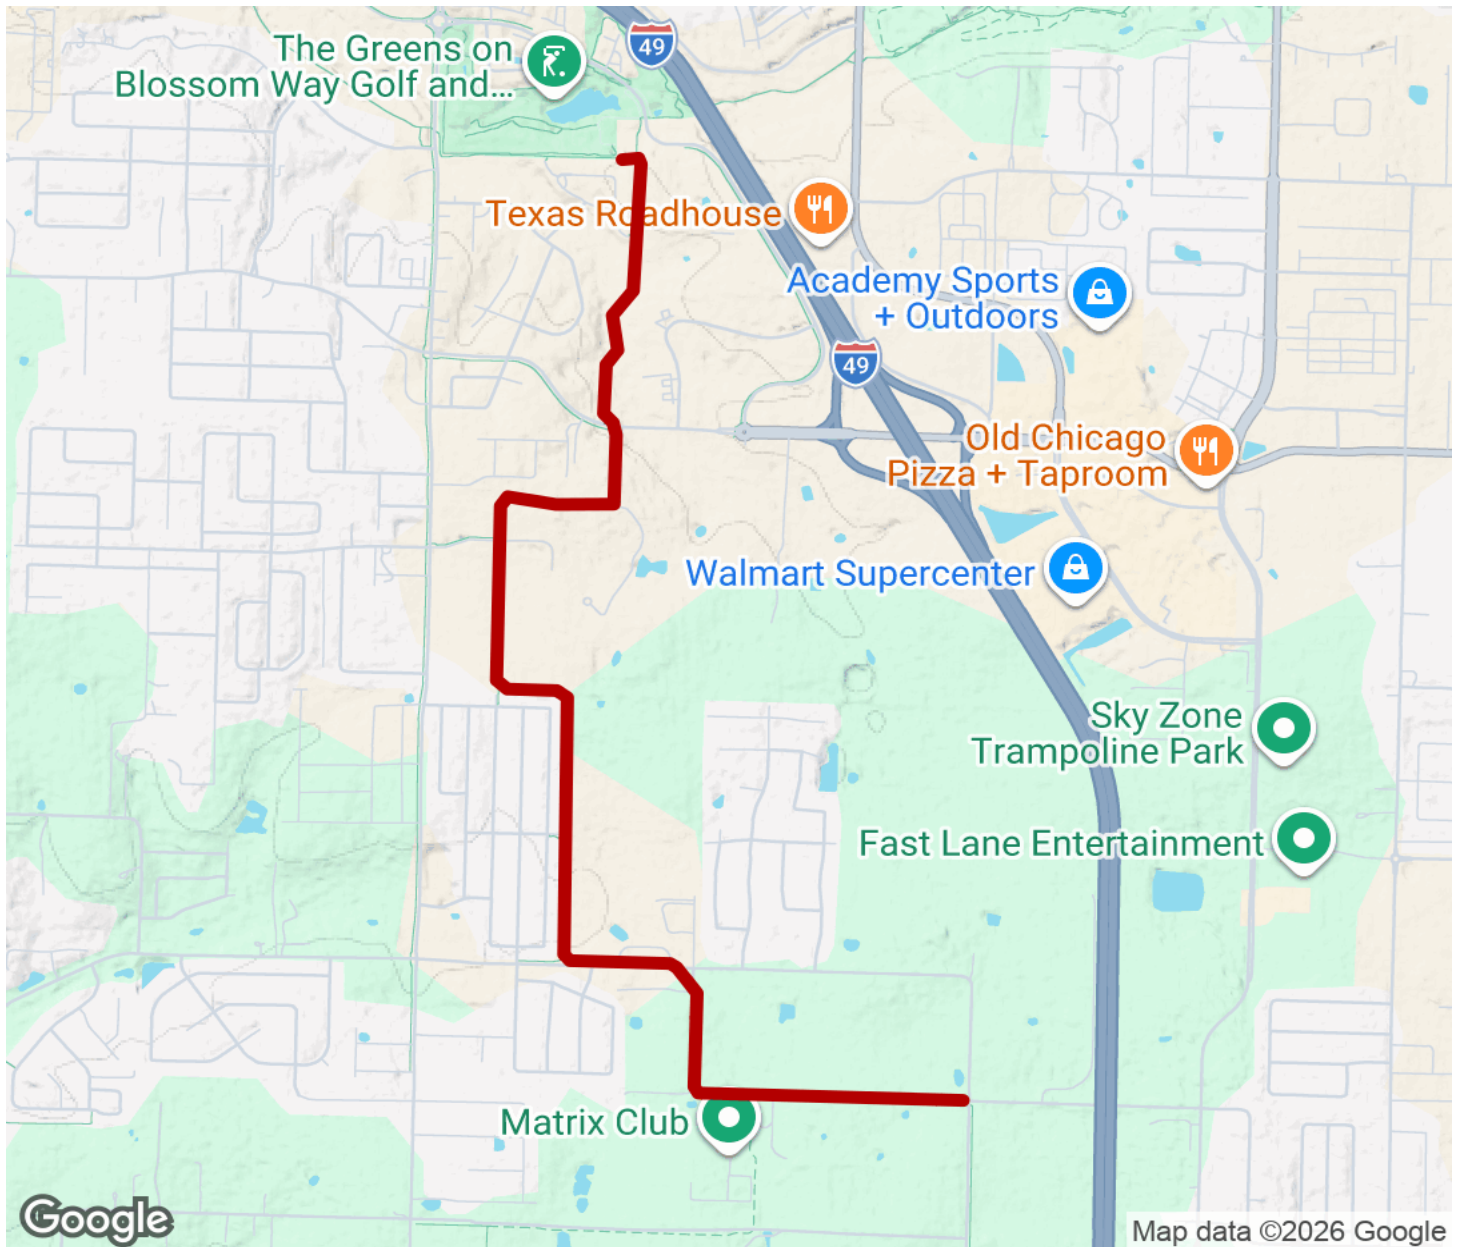 The Greens on
Blossom Way Golf and...
49
Texas Roadhouse
Academy Sports
+ Outdoors
49
Old Chicago
Pizza + Taproom
Walmart Supercenter
Sky Zone
Trampoline Park
Fast Lane Entertainment
Matrix Club
Google
Map data ©2026 Google